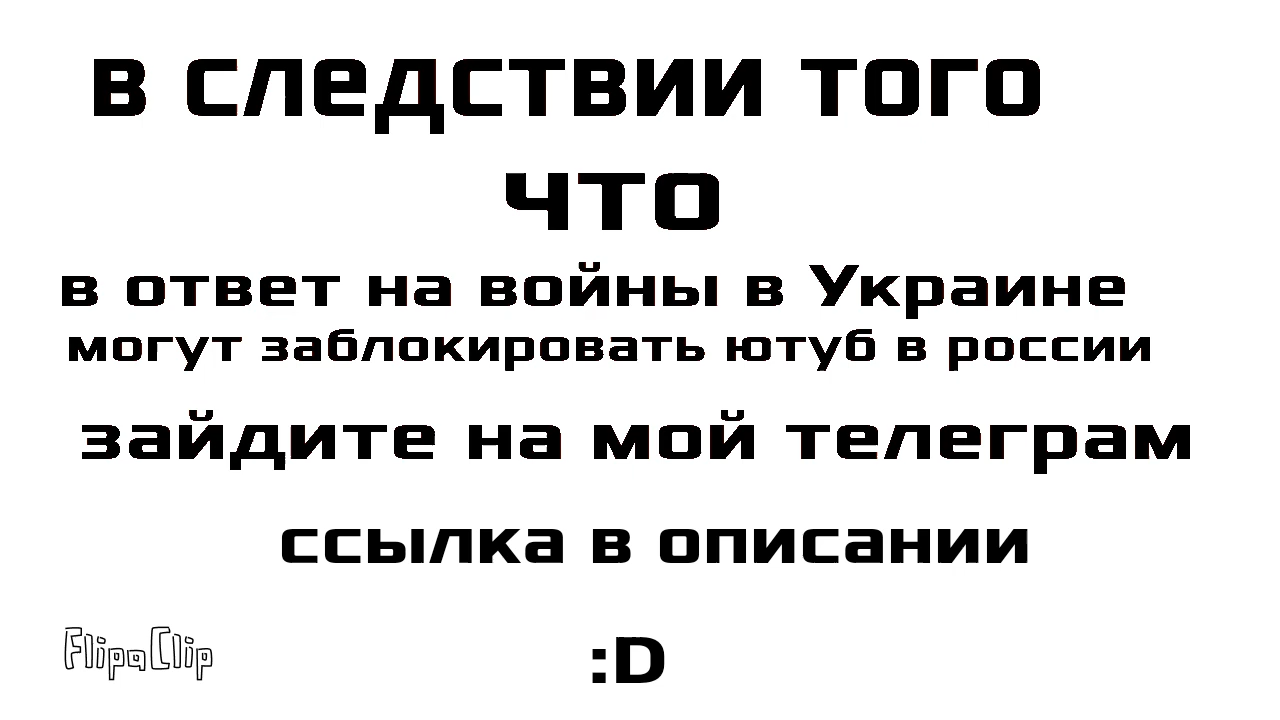 в следствии того
что
в ответ на войны в Украине
могут заблокировать ютуб в россии
зайдите на мой телеграм
ссылка в описании
:D
FlipaClip